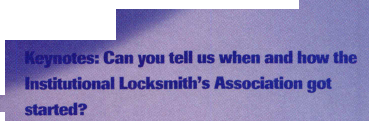 Keynotes: Can you tell us when and how the
Institutional Locksmith's Association got
started?